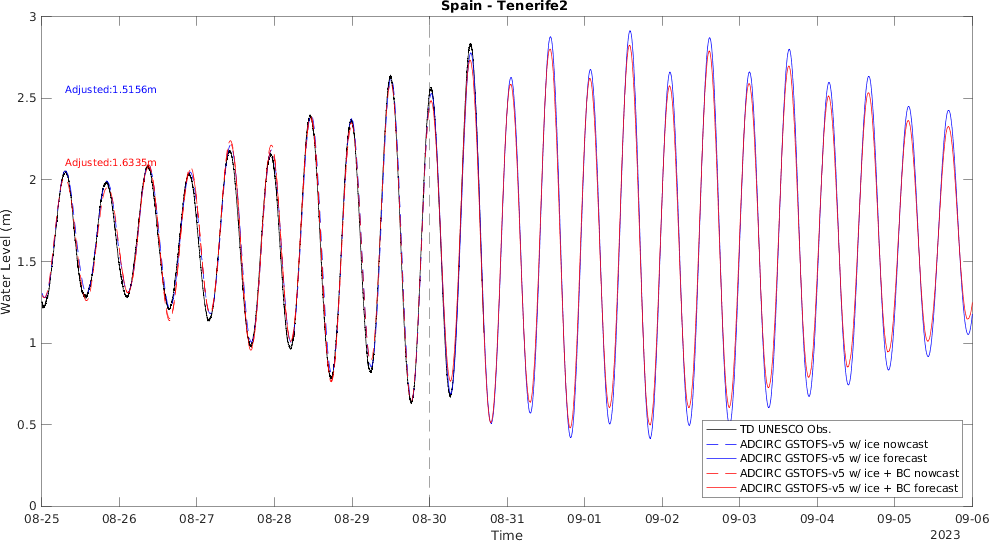 Spain - Tenerife2
3
2.5
2
1.5
1
0.5
0
Water Level (m)
Adjusted:1.5156m
Adjusted:1.6335m
TD UNESCO Obs.
ADCIRC GSTOFS-v5 w/ ice nowcast
ADCIRC GSTOFS-v5 w/ ice forecast
ADCIRC GSTOFS-v5 w/ ice + BC nowcast
ADCIRC GSTOFS-v5 w/ ice + BC forecast
08-25 08-26 08-27 08-28 08-29 08-30 08-31 09-01 09-02 09-03 09-04 09-05 09-06
Time
2023